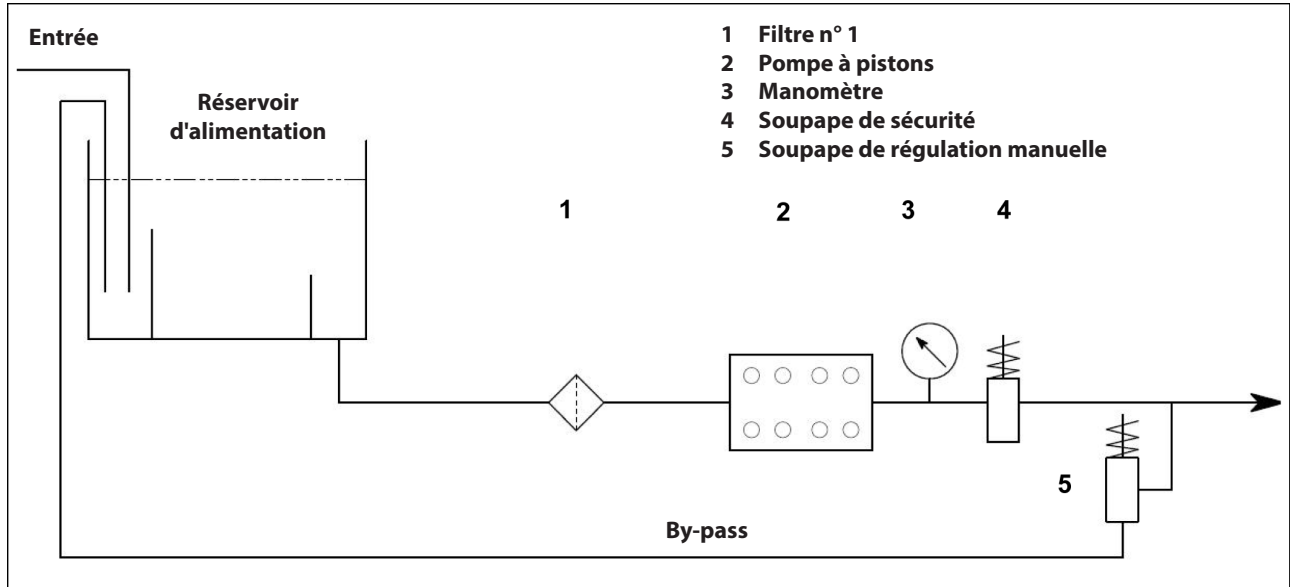 Entrée
Réservoir
d'alimentation
1 Filtre n° 1
2 Pompe à pistons
3 Manomètre
4 Soupape de sécurité
5 Soupape de régulation manuelle
1
2
3
4
5
By-pass